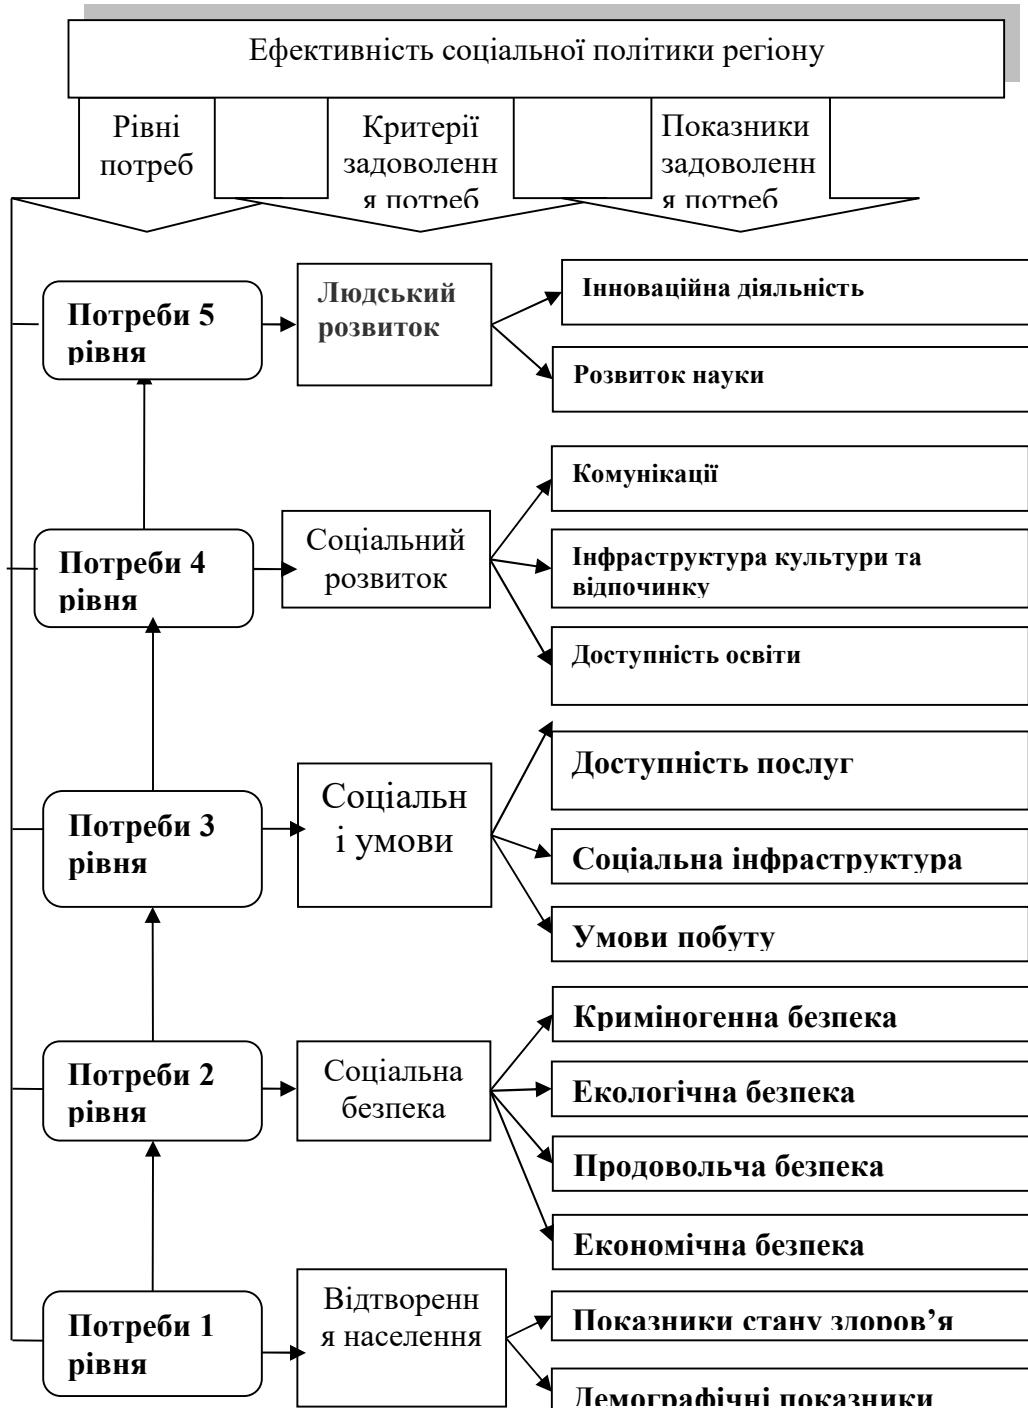 Ефективність соціальної політики регіону
Рівні
потреб
Критерії
задоволенн
я потреб
Показники
задоволенн
я потреб
Потреби 5
рівня
Людський
розвиток
Інноваційна діяльність
Розвиток науки
Потреби 4
рівня
Соціальний
розвиток
Комунікації
Інфраструктура культури та
відпочинку
Доступність освіти
Потреби 3
рівня
Соціальн
і умови
Доступність послуг
Соціальна інфраструктура
Умови побуту
Потреби 2
рівня
Соціальна
безпека
Криміногенна безпека
Екологічна безпека
Продовольча безпека
Економічна безпека
Потреби 1
рівня
Відтворенн
я населення
Показники стану здоров’я
Демографічні показники